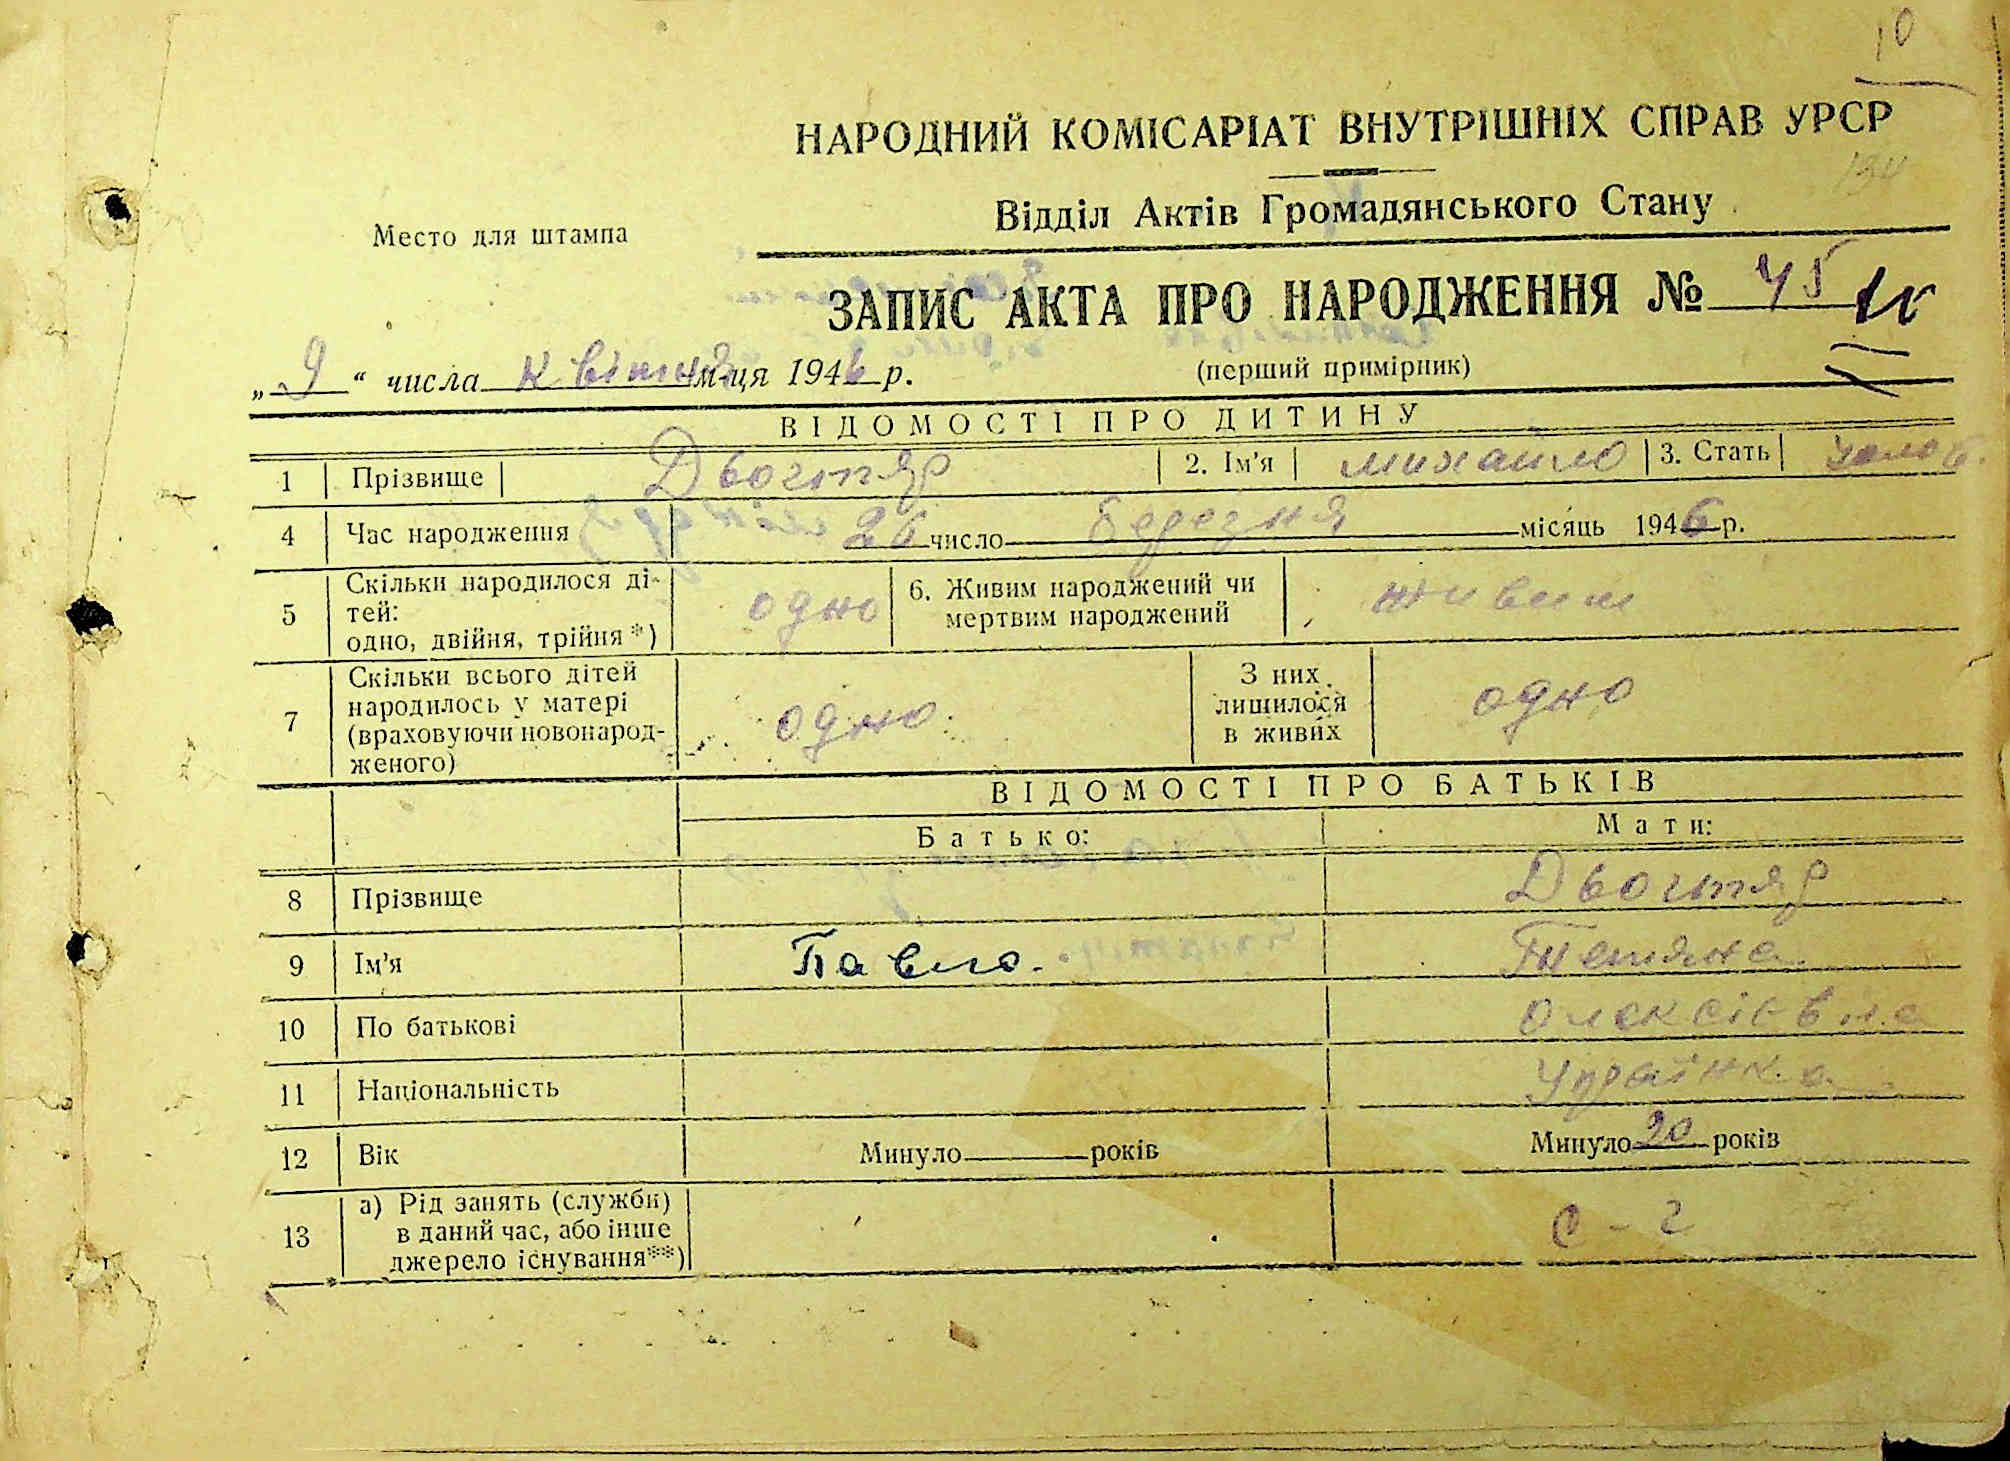 10
НАРОДНИЙ КОМІСАРІАТ ВНУТРІШНІХ СПРАВ УРСР
Відділ Актів Громадянського Стану
Место для штампа
ЗАПИС АКТА ПРО НАРОДЖЕННЯ № 45
„9“ числа квітня м-ця 1946 р.
(перший примірник)
ВІДОМОСТІ ПРО ДИТИНУ
1 Прізвище Двогтяр 2. Ім'я Михайло 3. Стать чолов.
4 Час народження 26 число березня місяць 1946 р.
5 Скільки народилося ді-
тей:
одно, двійня, трійня*) одно
6. Живим народжений чи
мертвим народжений живим
7 Скільки всього дітей
народилось у матері
(враховуючи новонарод-
женого) одно
З них
лишилося
в живих одно
ВІДОМОСТІ ПРО БАТЬКІВ
Батько: Мати:
8 Прізвище Двогтяр
9 Ім'я Павло. Тетяна
10 По батькові Олексіївна
11 Національність Українка
12 Вік Минуло років Минуло 20 років
13 а) Рід занять (служби)
в даний час, або інше
джерело існування**) с-г